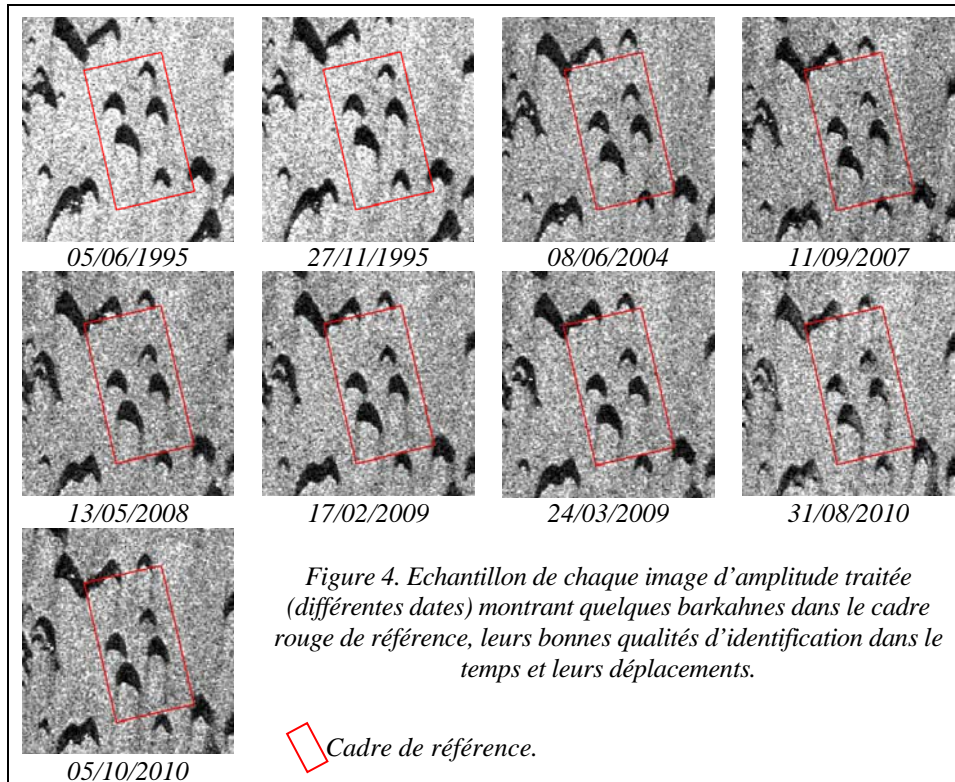 05/06/1995
27/11/1995
08/06/2004
11/09/2007
13/05/2008
17/02/2009
24/03/2009
31/08/2010
05/10/2010
Figure 4. Echantillon de chaque image d’amplitude traitée
(différentes dates) montrant quelques barkahnes dans le cadre
rouge de référence, leurs bonnes qualités d’identification dans le
temps et leurs déplacements.
Cadre de référence.